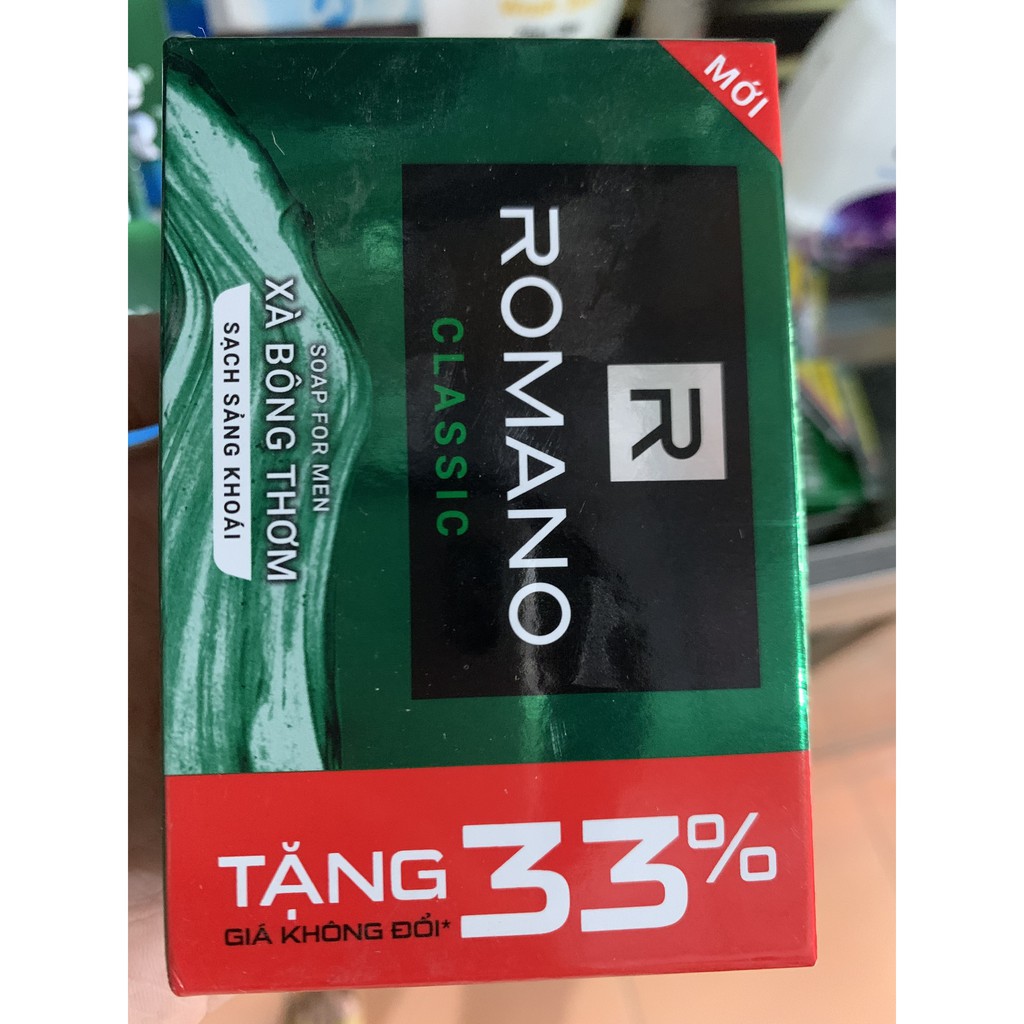 MỚI
R
ROMANO
CLASSIC
SOAP FOR MEN
XÀ BÔNG THƠM
SẠCH SẢNG KHOÁI
TẶNG 33%
GIÁ KHÔNG ĐỔI*